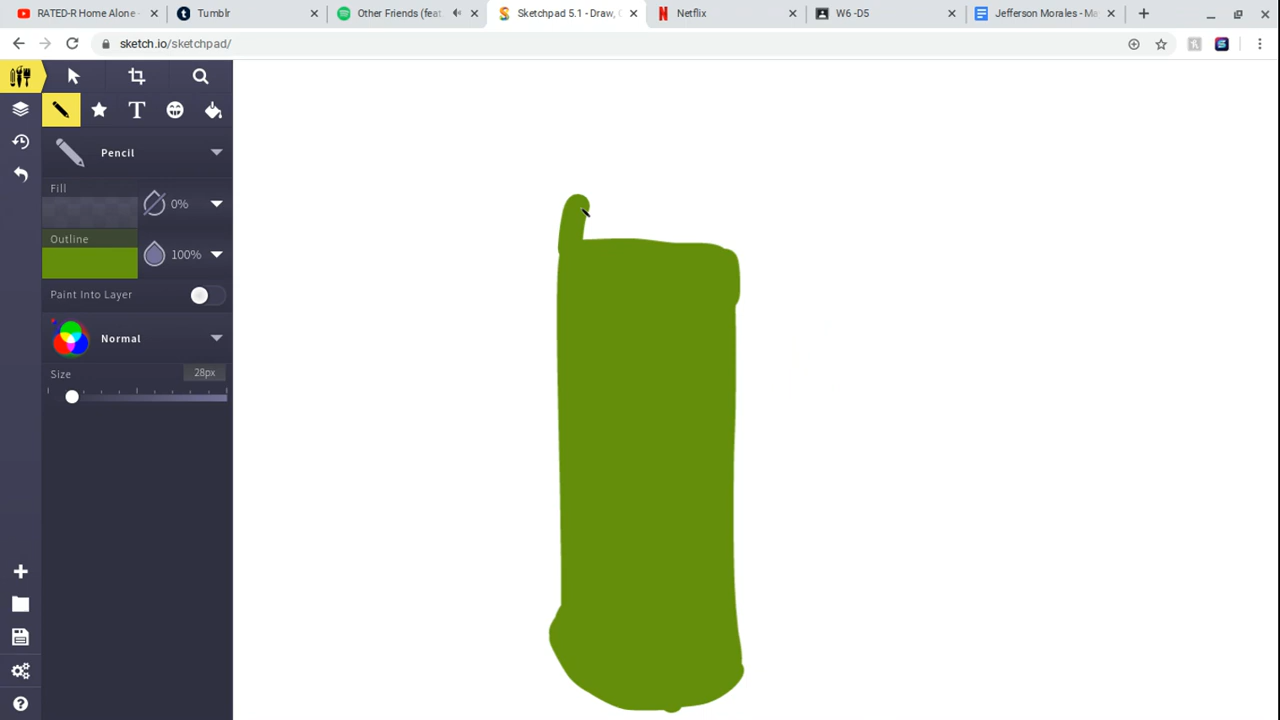 RATED-R Home Alone -
Tumblr
Other Friends (feat.
Sketchpad 5.1 - Draw, C
Netflix
W6 -D5
Jefferson Morales - Ma
sketch.io/sketchpad/
T
Pencil
Fill
0%
Outline
100%
Paint Into Layer
Normal
Size
28px